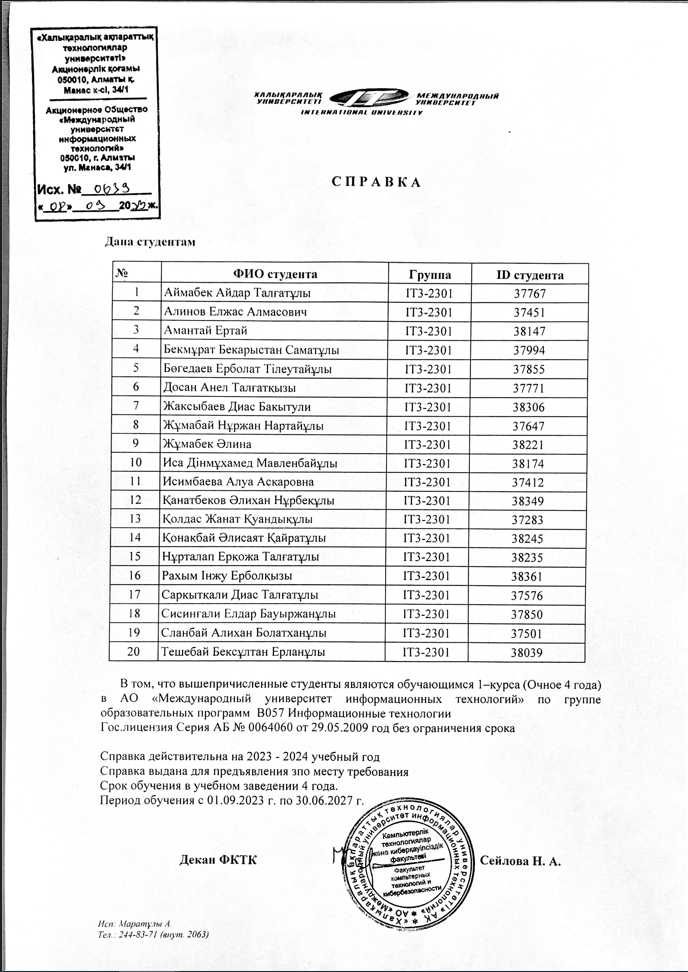 «Халықаралық ақпараттық
технологиялар
университеті»
Акционерлік қоғамы
050010, Алматы қ.
Манас к-сі, 34/1
Акционерное Общество
«Международный
университет
информационных
технологий»
050010, г. Алматы
ул. Манаса, 34/1
Исх. № 0639
« 08 » 09 20 ж.
ХАЛЫҚАРАЛЫҚ УНИВЕРСИТЕТІ
МЕЖДУНАРОДНЫЙ УНИВЕРСИТЕТ
INTERNATIONAL UNIVERSITY
СПРАВКА
Дана студентам
№ ФИО студента Группа ID студента
1 Аймабек Айдар Талғатұлы IT3-2301 37767
2 Алинов Елжас Алмасович IT3-2301 37451
3 Амантай Ертай IT3-2301 38147
4 Бекмұрат Бекарыстан Саматұлы IT3-2301 37994
5 Бөгедаев Ерболат Тілеутайұлы IT3-2301 37855
6 Досан Анел Талғатқызы IT3-2301 37771
7 Жаксыбаев Диас Бакытули IT3-2301 38306
8 Жұмабай Нұржан Нартайұлы IT3-2301 37647
9 Жұмабек Әлина IT3-2301 38221
10 Иса Дінмұхамед Мавленбайұлы IT3-2301 38174
11 Исимбаева Алуа Аскаровна IT3-2301 37412
12 Қанатбеков Әлихан Нұрбекұлы IT3-2301 38349
13 Қолдас Жанат Қуандықұлы IT3-2301 37283
14 Қонакбай Әлисаят Қайратұлы IT3-2301 38245
15 Нұрталап Ерқожа Талғатұлы IT3-2301 38235
16 Рахым Інжу Ерболқызы IT3-2301 38361
17 Саркыткали Диас Талғатұлы IT3-2301 37576
18 Сисинғали Елдар Бауыржанұлы IT3-2301 37850
19 Сланбай Алихан Болатханұлы IT3-2301 37501
20 Тешебай Бексұлтан Ерланұлы IT3-2301 38039
В том, что вышепричисленные студенты являются обучающимся 1–курса (Очное 4 года)
в АО «Международный университет информационных технологий» по группе
образовательных программ В057 Информационные технологии
Гос.лицензия Серия АБ № 0064060 от 29.05.2009 год без ограничения срока
Справка действительна на 2023 - 2024 учебный год
Справка выдана для предъявления зпо месту требования
Срок обучения в учебном заведении 4 года.
Период обучения с 01.09.2023 г. по 30.06.2027 г.
Декан ФКТК
Сейлова Н. А.
«Халықаралық ақпараттық технологиялар университеті» АҚ
АО «Международный университет информационных технологий»
Компьютерлік
технологиялар
және киберқауіпсіздік
факультеті
Факультет
компьютерных
технологий и
кибербезопасности
Исп: Маратұлы А.
Тел.: 244-83-71 (внут. 2063)